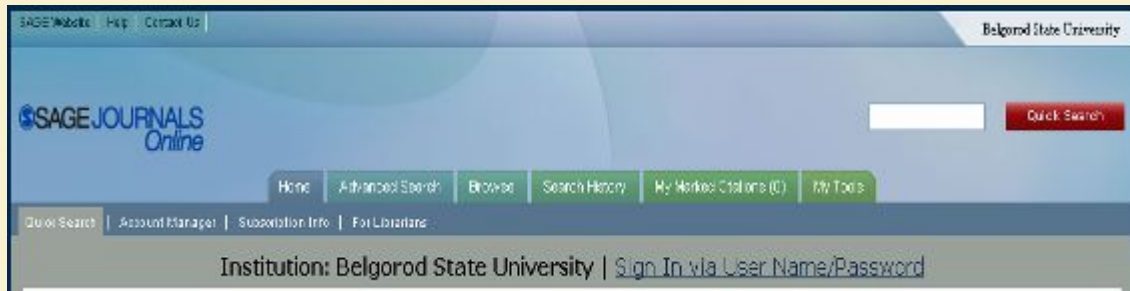 SAGE Website | Help | Contact Us |
Belgorod State University
SAGE JOURNALS
Online
Quick Search
Home
Advanced Search
Browse
Search History
My Marked Citations (0)
My Tools
Quick Search | Account Manager | Subscription Info | For Librarians
Institution: Belgorod State University | Sign In via User Name/Password